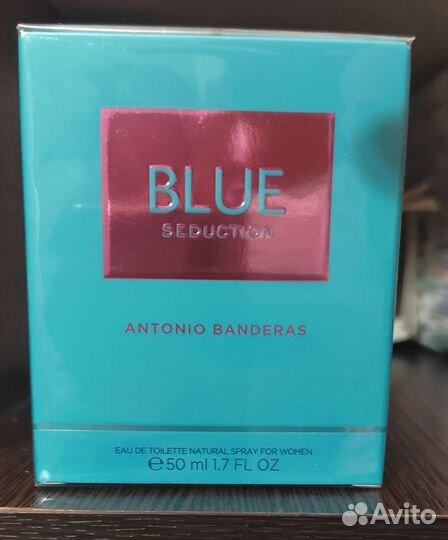 BLUE
SEDUCTION
ANTONIO BANDERAS
EAU DE TOILETTE NATURAL SPRAY FOR WOMEN
℮ 50 ml 1.7 FL OZ
Avito